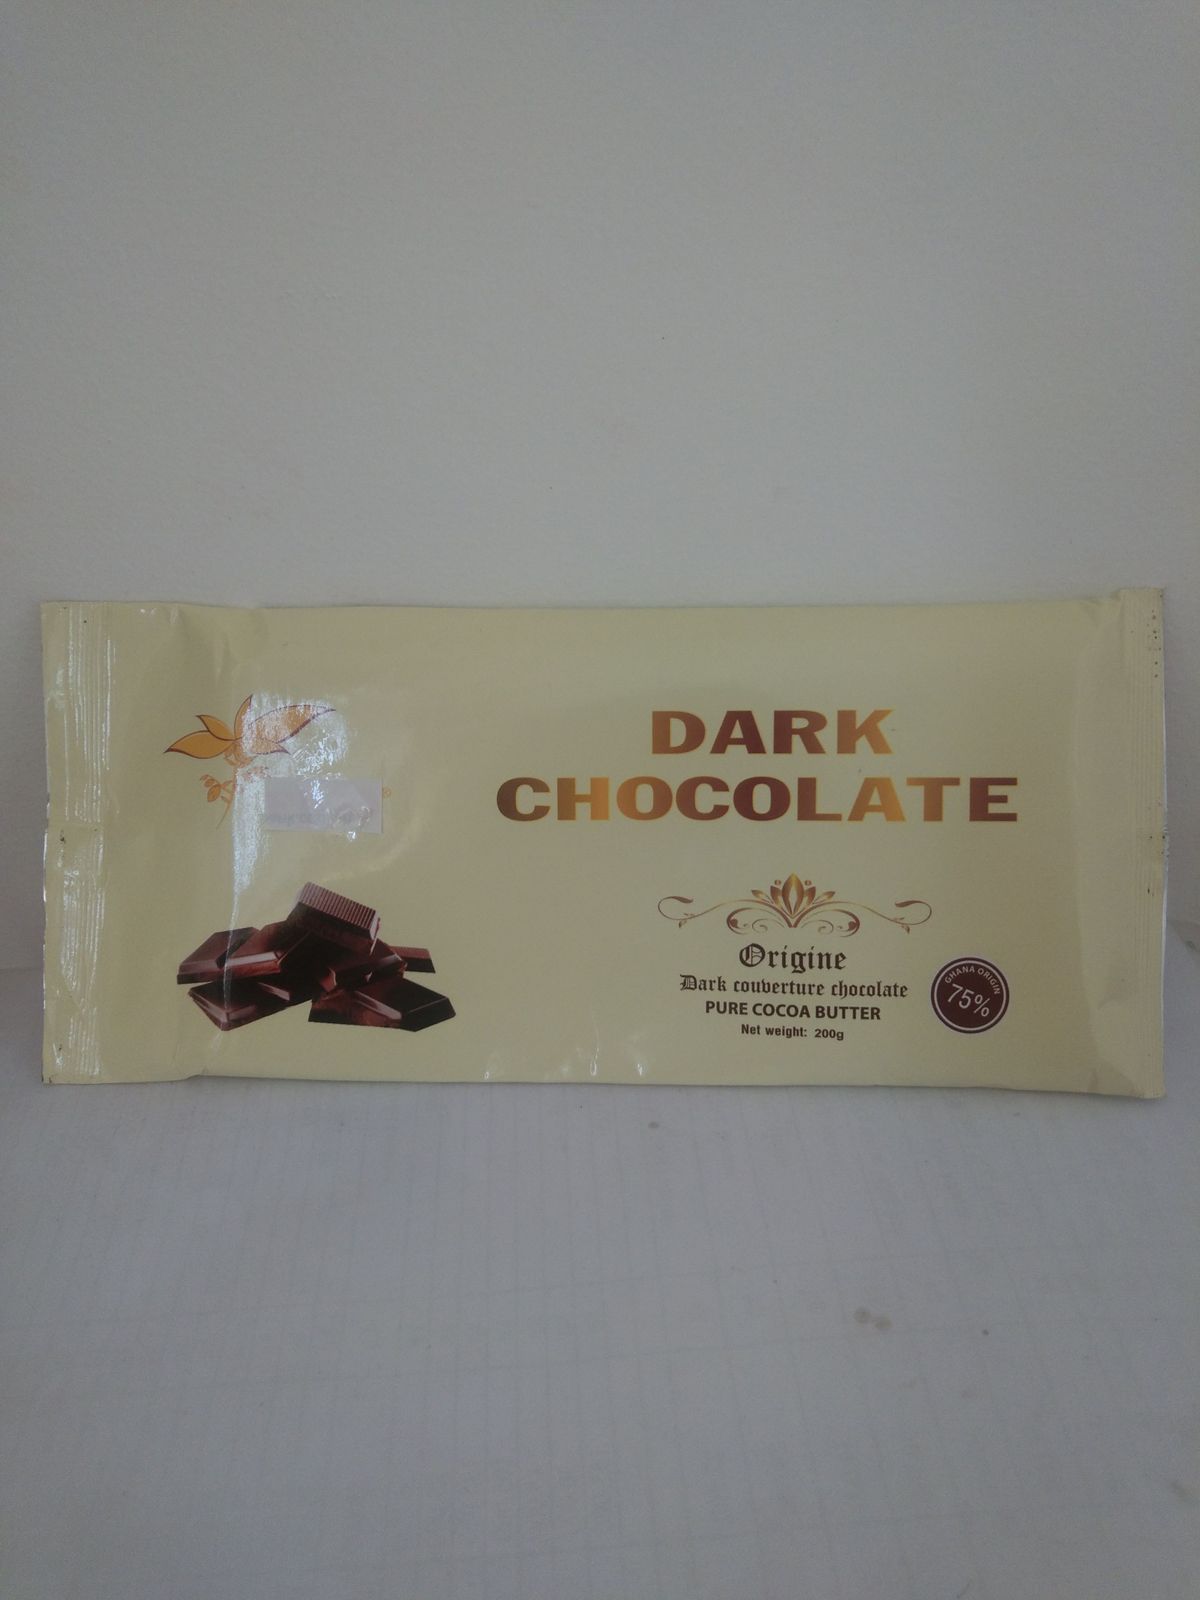 DARK
CHOCOLATE
Origine
Dark couverture chocolate
PURE COCOA BUTTER
Net weight: 200g
GHANA ORIGIN
75%
®